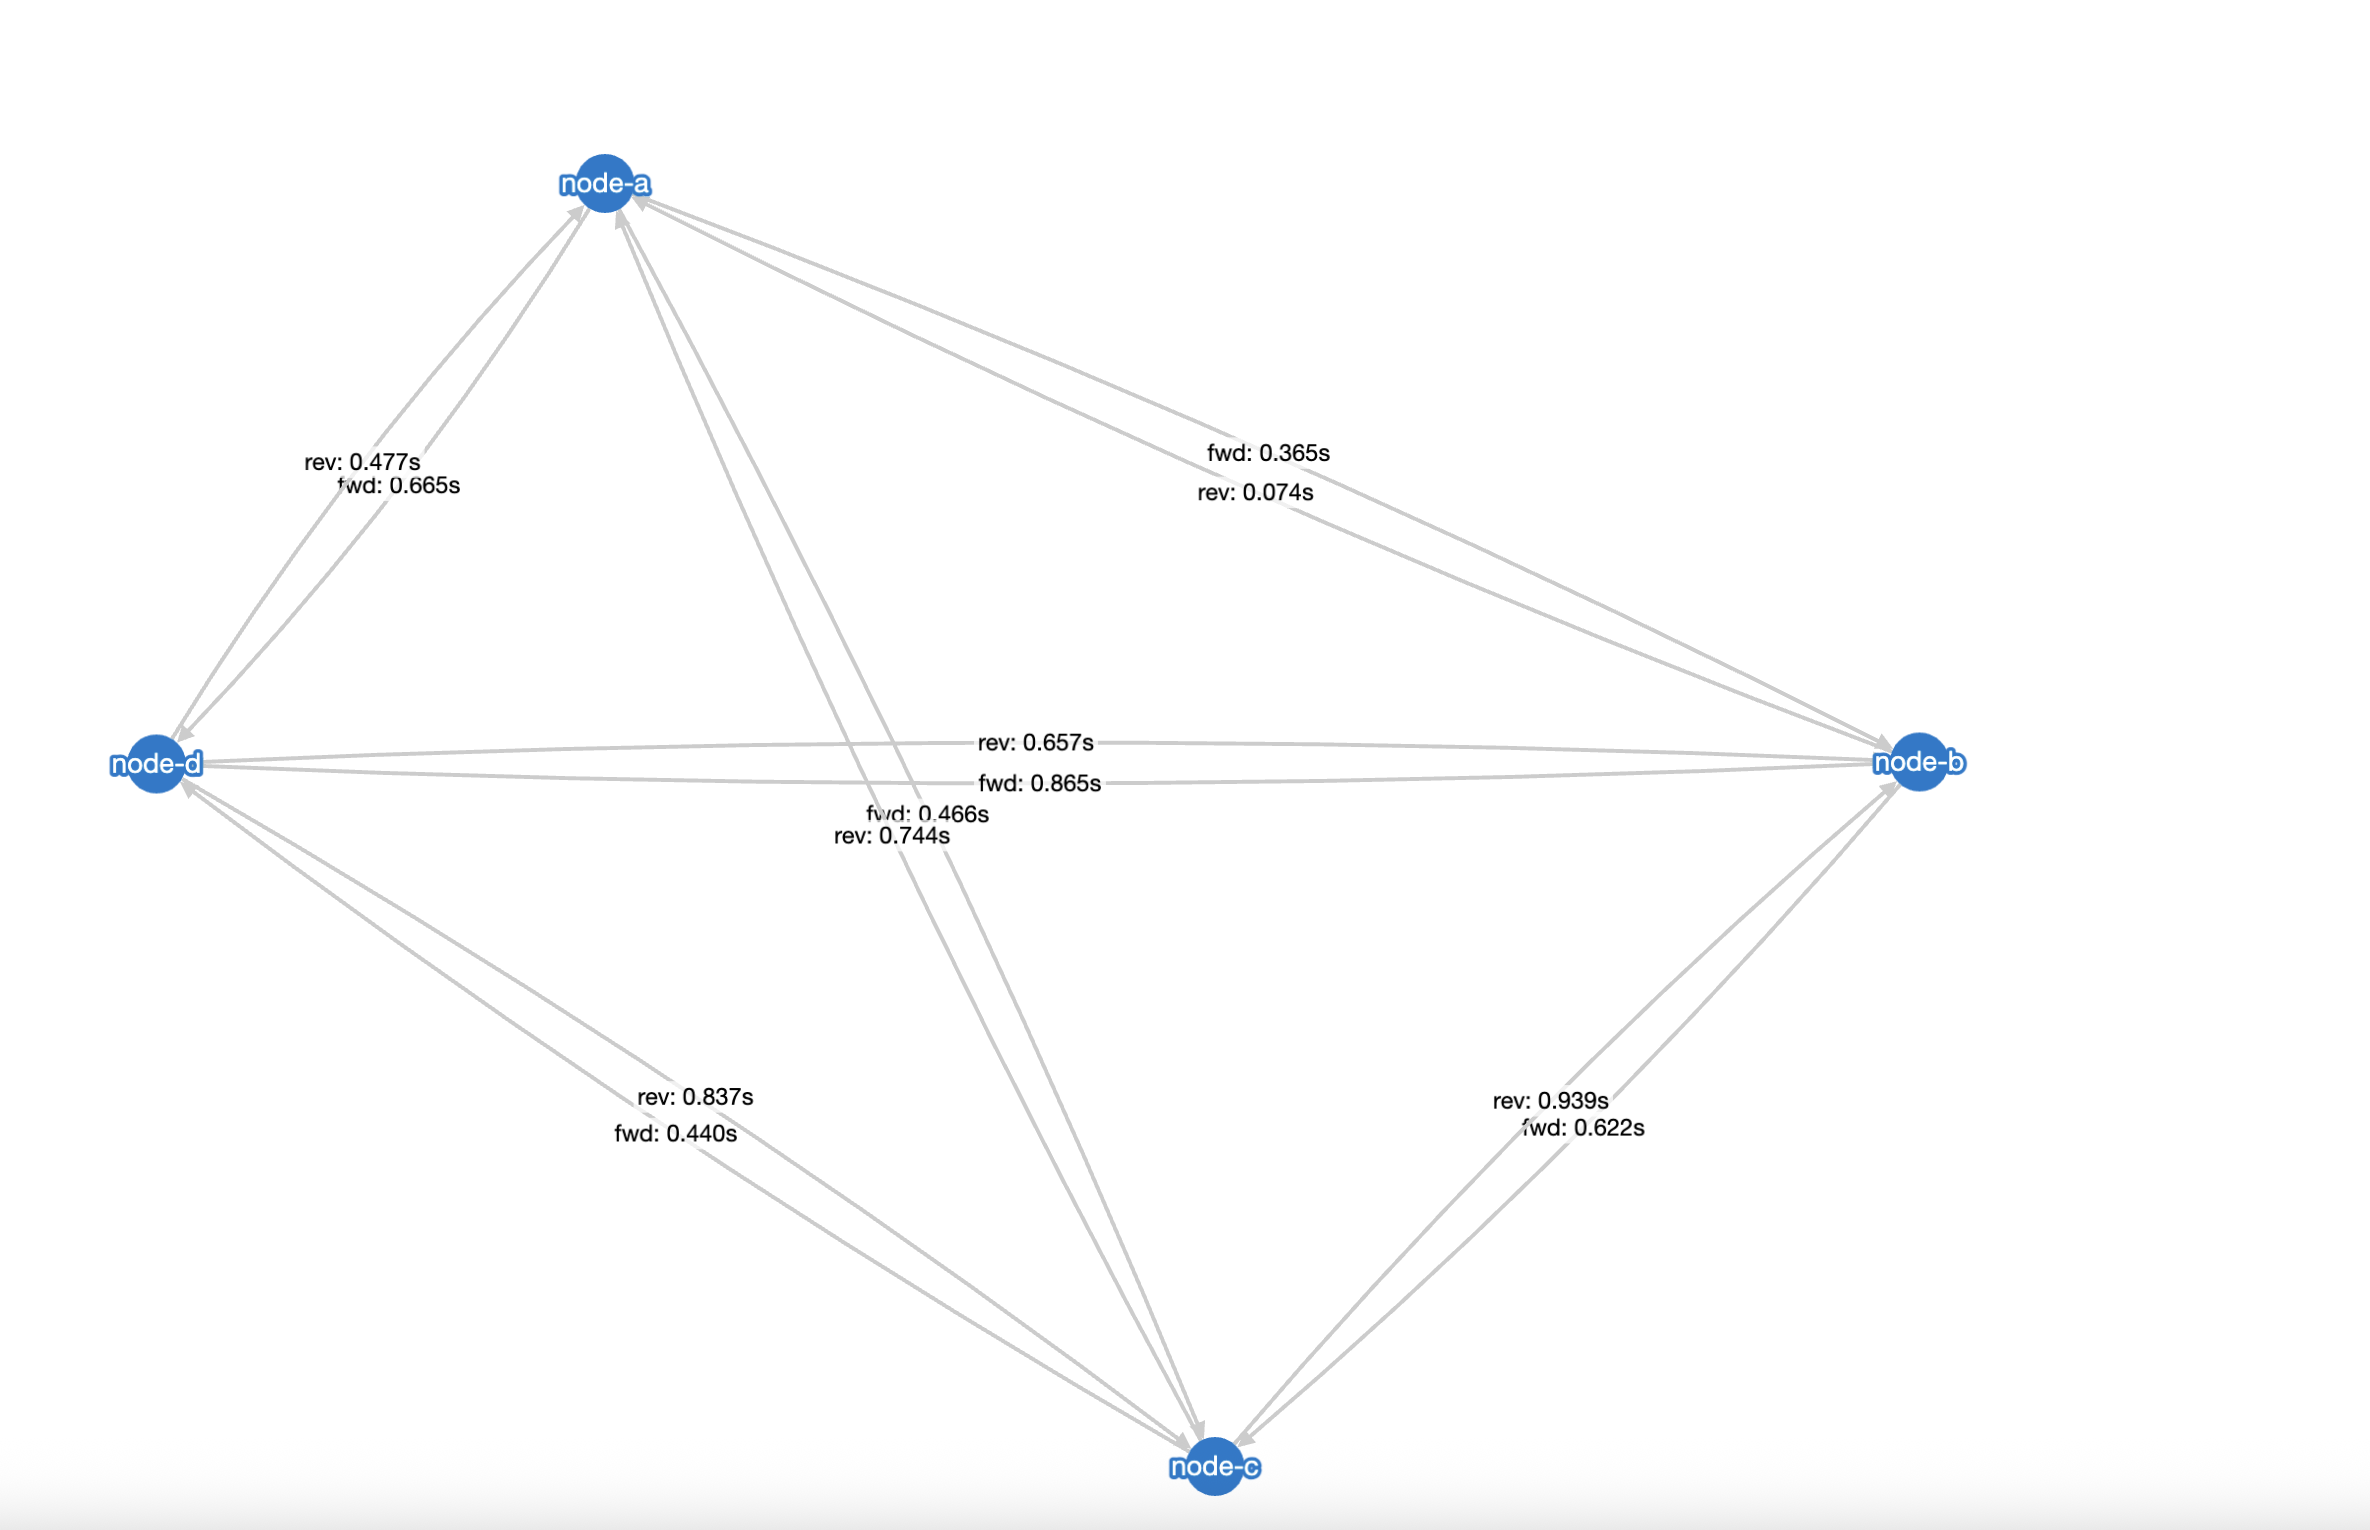 node-a
fwd: 0.365s
rev: 0.477s
fwd: 0.665s
rev: 0.074s
rev: 0.657s
node-d
node-b
fwd: 0.865s
fwd: 0.466s
rev: 0.744s
rev: 0.837s
rev: 0.939s
fwd: 0.622s
fwd: 0.440s
node-c